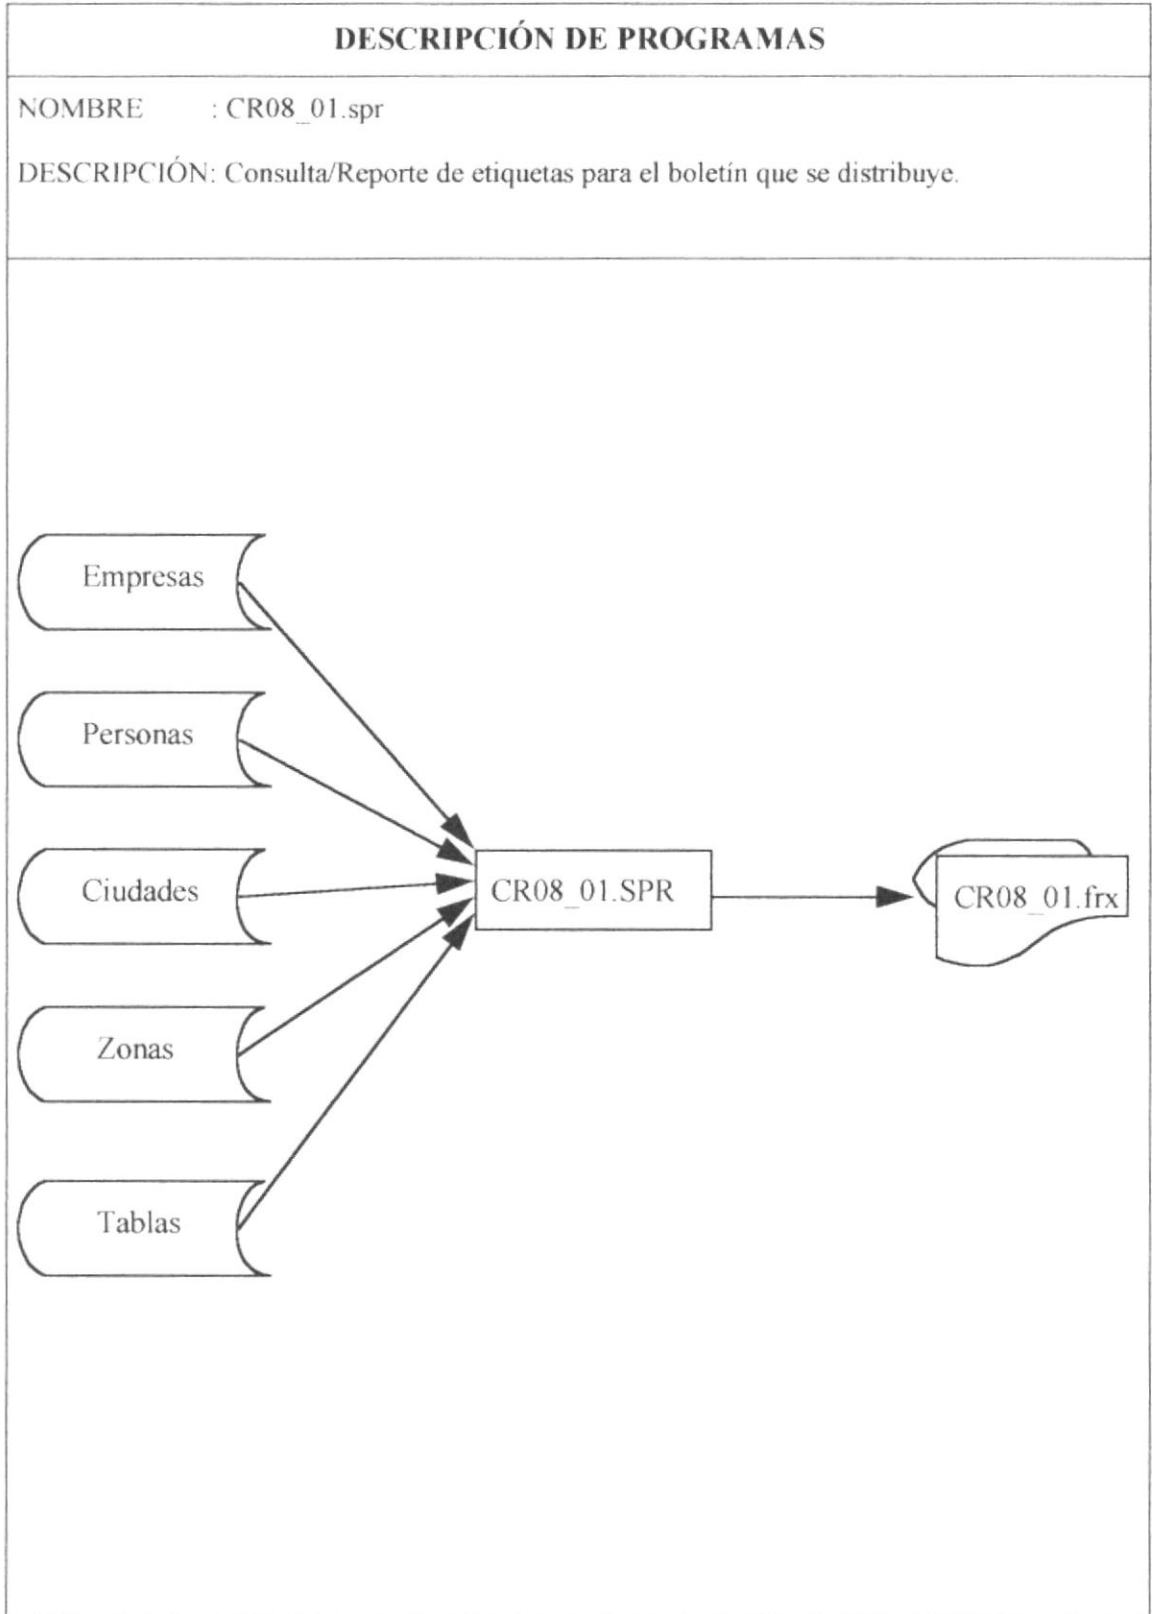 DESCRIPCIÓN DE PROGRAMAS
NOMBRE : CR08_01.spr
DESCRIPCIÓN: Consulta/Reporte de etiquetas para el boletín que se distribuye.
Empresas
Personas
Ciudades
CR08_01.SPR
CR08_01.frx
Zonas
Tablas